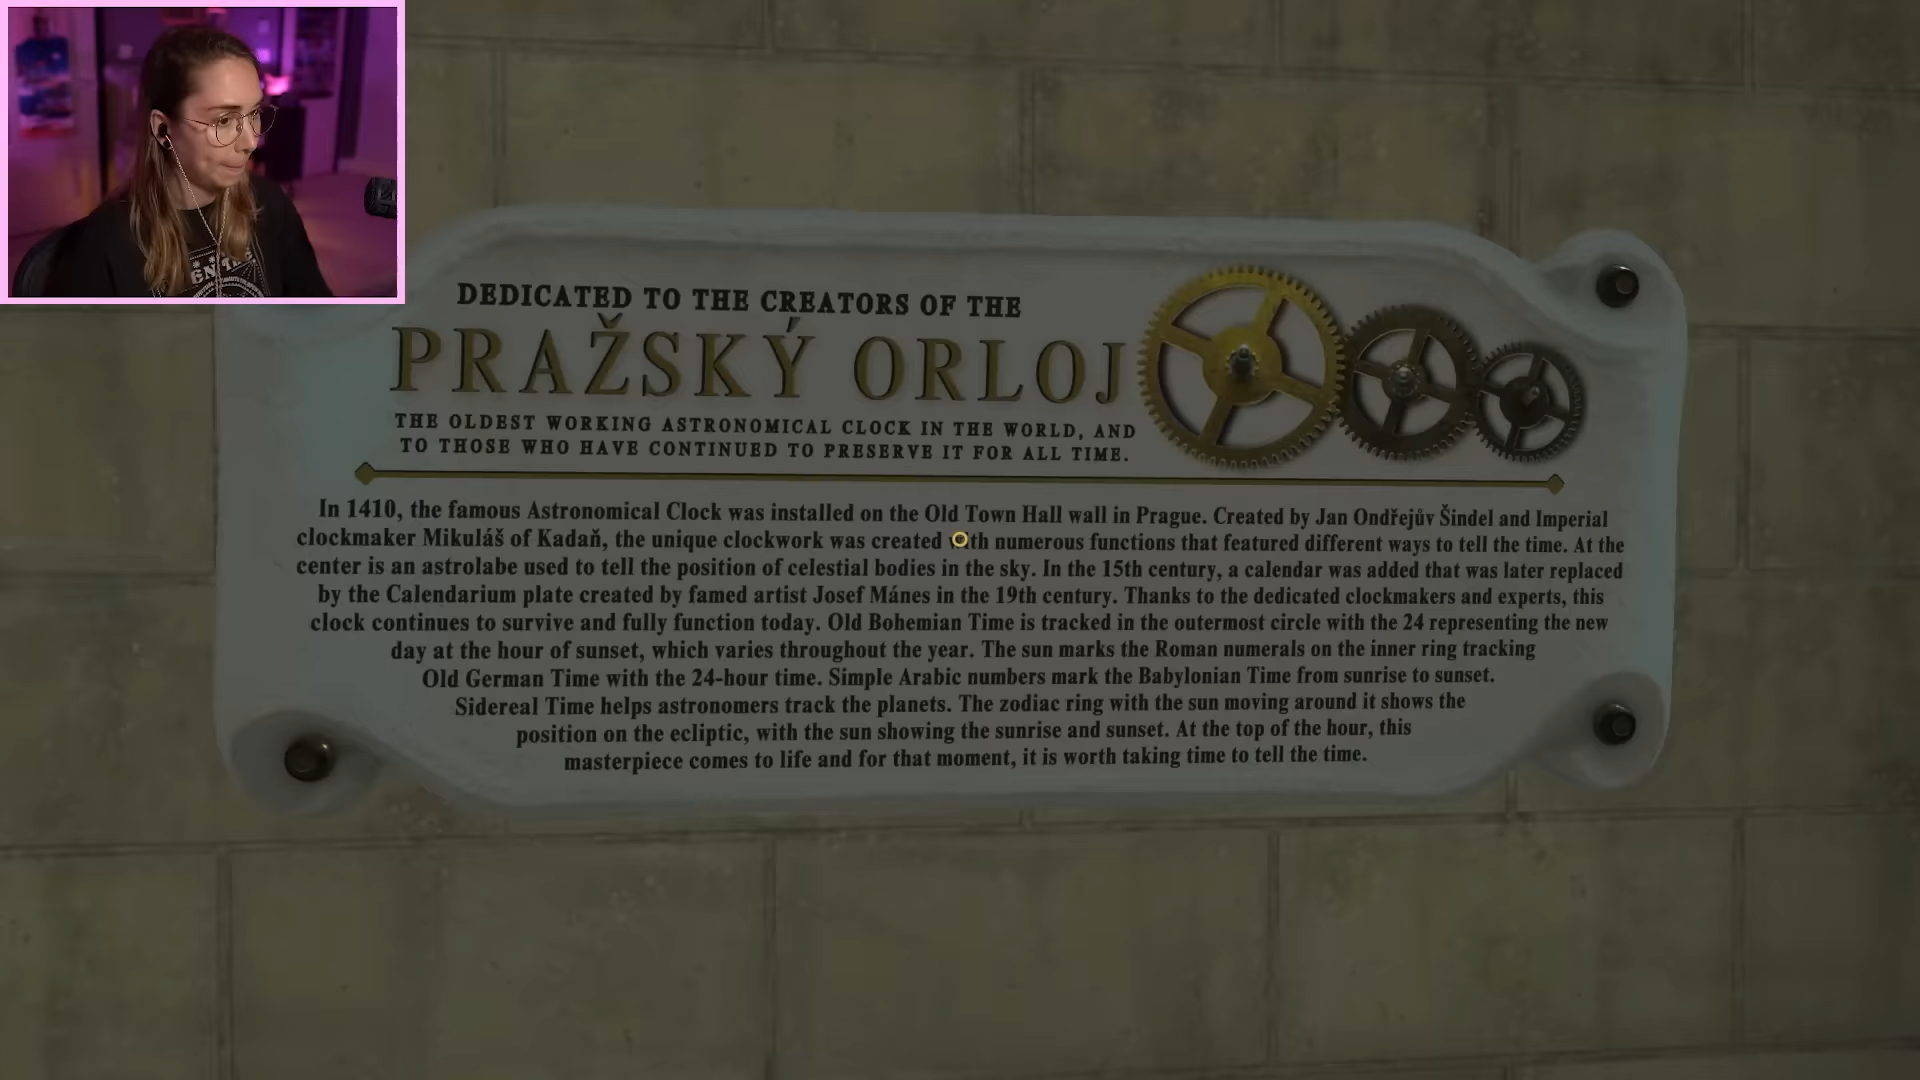 DEDICATED TO THE CREATORS OF THE
PRAŽSKÝ ORLOJ
THE OLDEST WORKING ASTRONOMICAL CLOCK IN THE WORLD, AND
TO THOSE WHO HAVE CONTINUED TO PRESERVE IT FOR ALL TIME.
In 1410, the famous Astronomical Clock was installed on the Old Town Hall wall in Prague. Created by Jan Ondřejův Šindel and Imperial
clockmaker Mikuláš of Kadaň, the unique clockwork was created with numerous functions that featured different ways to tell the time. At the
center is an astrolabe used to tell the position of celestial bodies in the sky. In the 15th century, a calendar was added that was later replaced
by the Calendarium plate created by famed artist Josef Mánes in the 19th century. Thanks to the dedicated clockmakers and experts, this
clock continues to survive and fully function today. Old Bohemian Time is tracked in the outermost circle with the 24 representing the new
day at the hour of sunset, which varies throughout the year. The sun marks the Roman numerals on the inner ring tracking
Old German Time with the 24-hour time. Simple Arabic numbers mark the Babylonian Time from sunrise to sunset.
Sidereal Time helps astronomers track the planets. The zodiac ring with the sun moving around it shows the
position on the ecliptic, with the sun showing the sunrise and sunset. At the top of the hour, this
masterpiece comes to life and for that moment, it is worth taking time to tell the time.